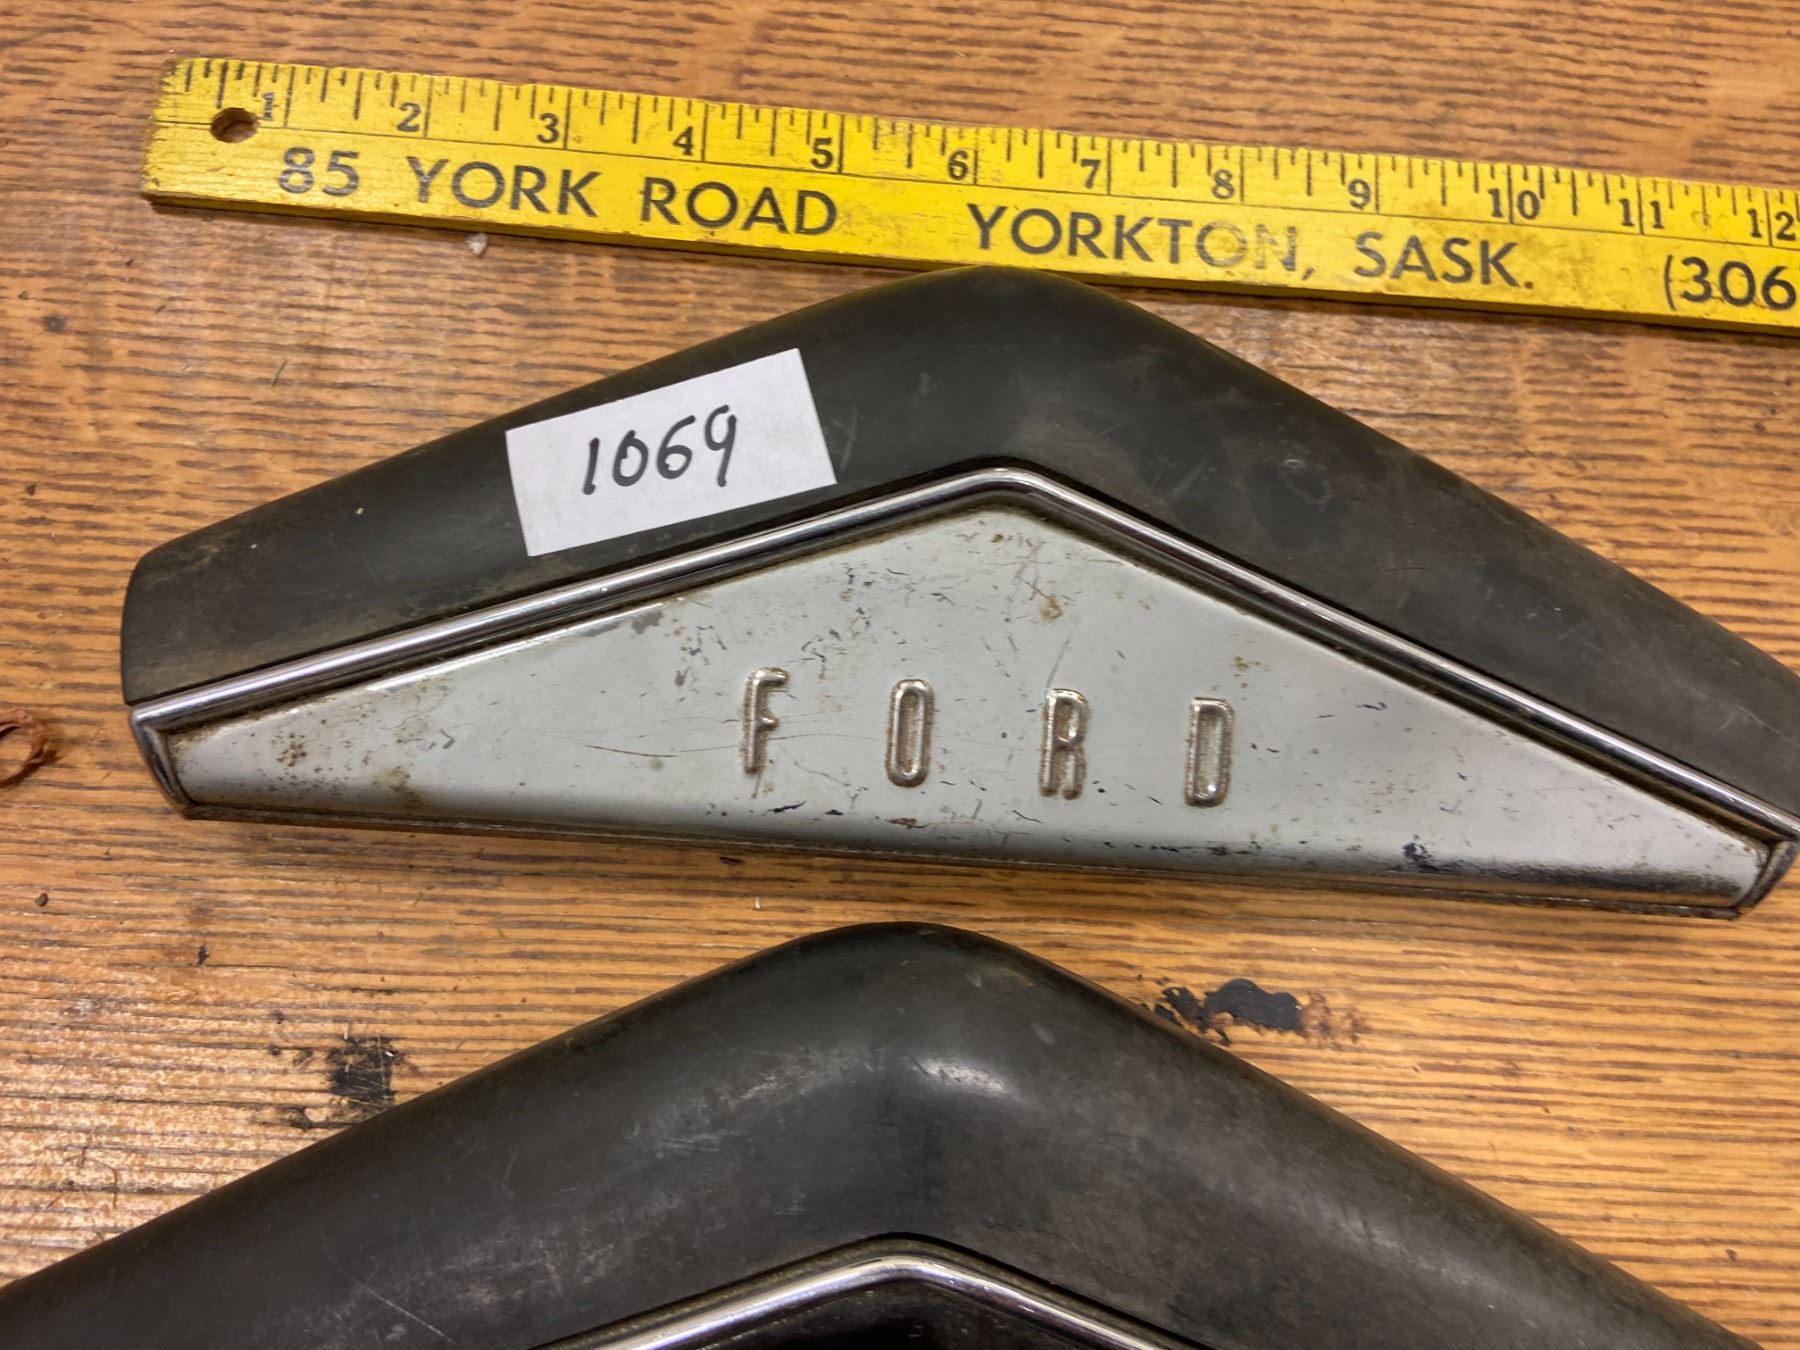 1 2 3 4 5 6 7 8 9 10 11 12
85 YORK ROAD YORKTON, SASK. (306
1069
FORD